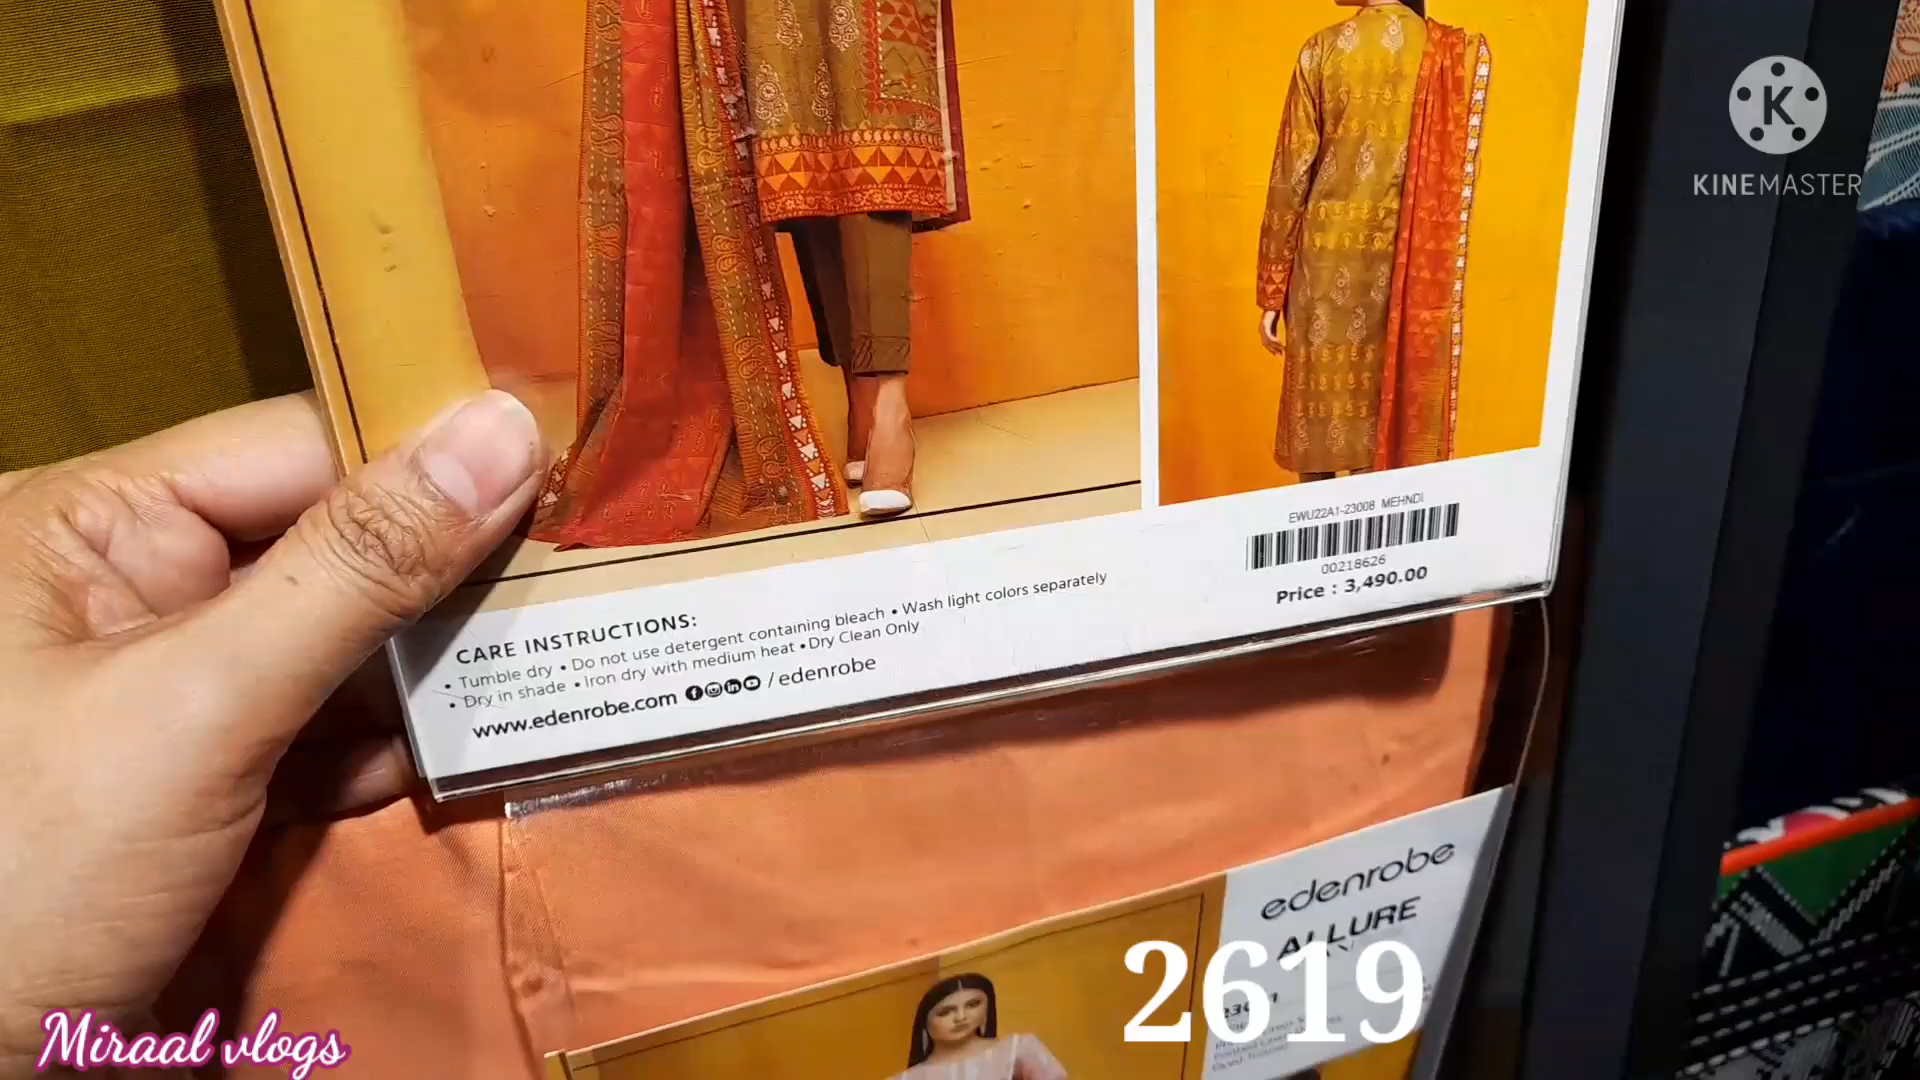 K
KINEMASTER
EWU22A1-23008 MEHNDI
00218626
Price : 3,490.00
CARE INSTRUCTIONS:
• Tumble dry • Do not use detergent containing bleach • Wash light colors separately
• Dry in shade • Iron dry with medium heat • Dry Clean Only
www.edenrobe.com /edenrobe
edenrobe
ALLURE
2619
Miraal vlogs